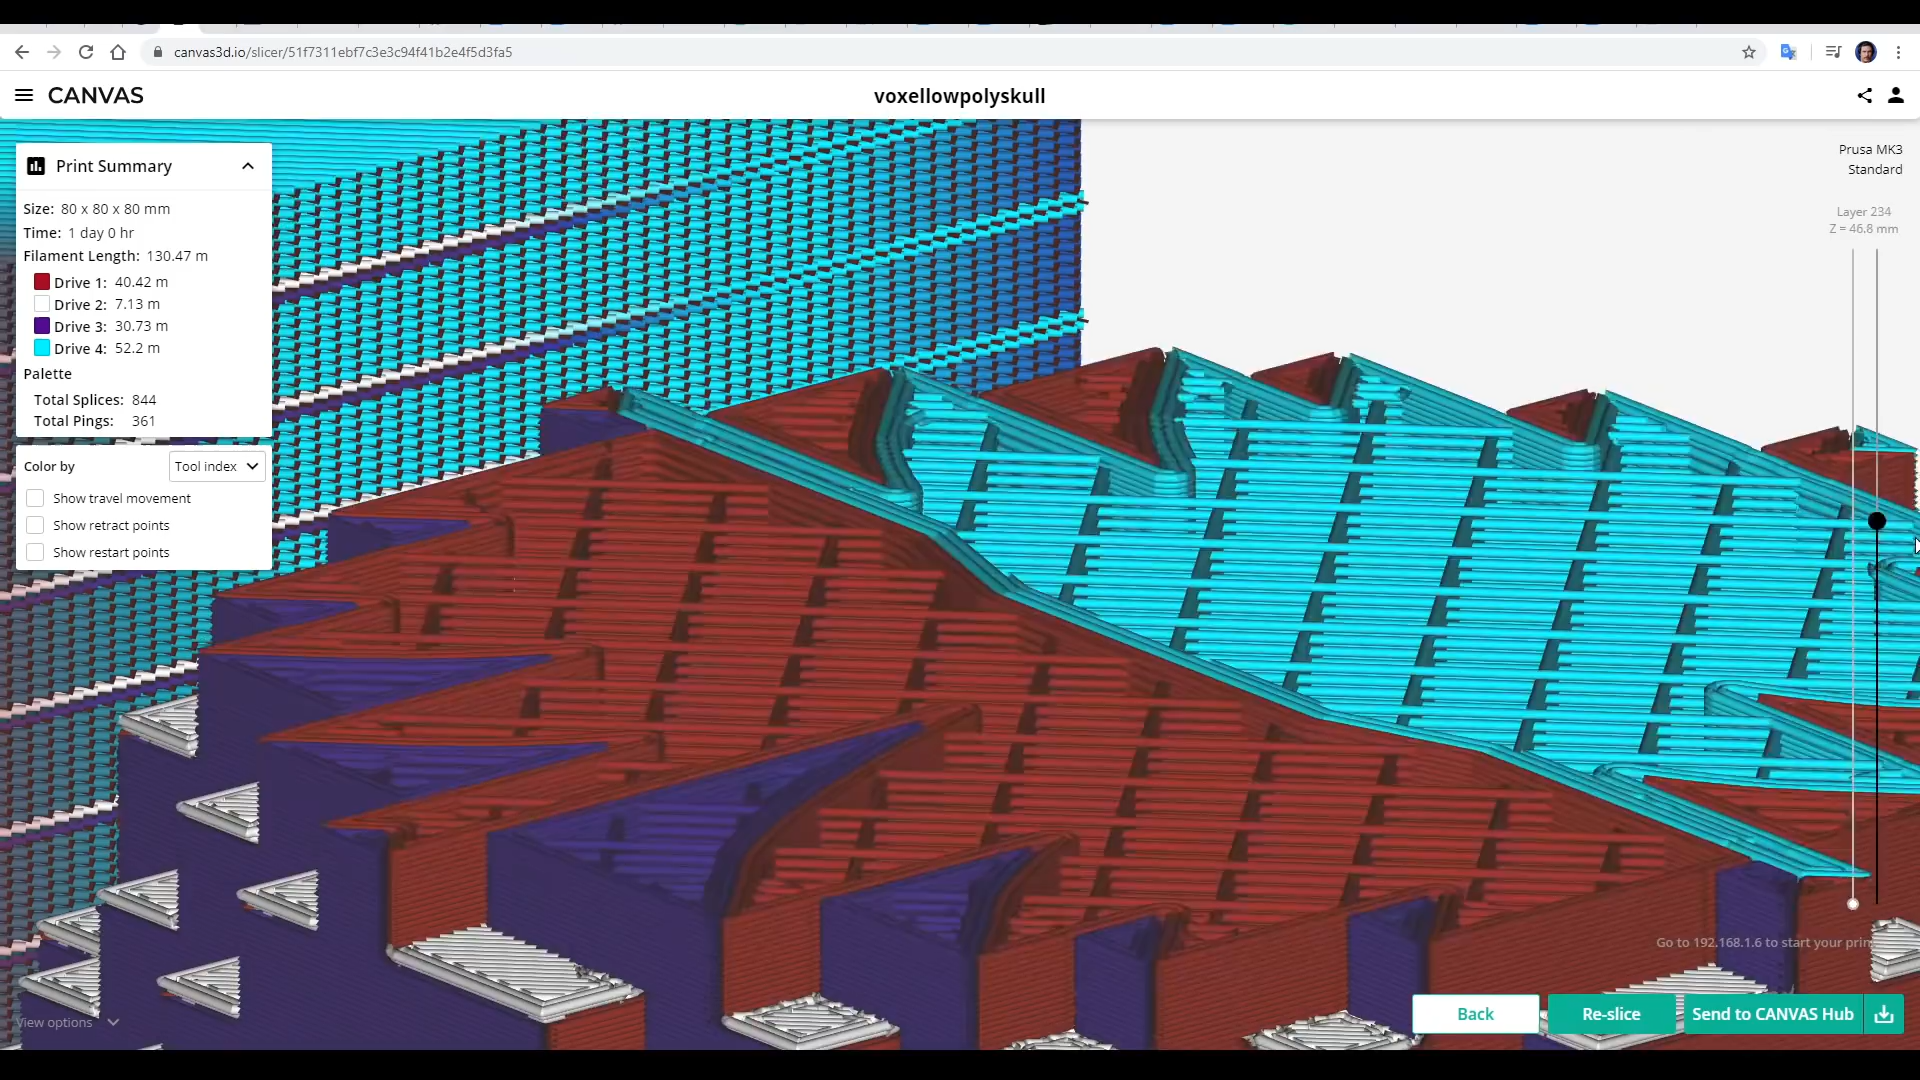 canvas3d.io/slicer/51f7311ebf7c3e3c94f41b2e4f5d3fa5
CANVAS
voxellowpolyskull
Print Summary
Size: 80 x 80 x 80 mm
Time: 1 day 0 hr
Filament Length: 130.47 m
Drive 1: 40.42 m
Drive 2: 7.13 m
Drive 3: 30.73 m
Drive 4: 52.2 m
Palette
Total Splices: 844
Total Pings: 361
Color by
Tool index
Show travel movement
Show retract points
Show restart points
View options
Prusa MK3
Standard
Layer 234
Z = 46.8 mm
Go to 192.168.1.6 to start your prin
Back
Re-slice
Send to CANVAS Hub